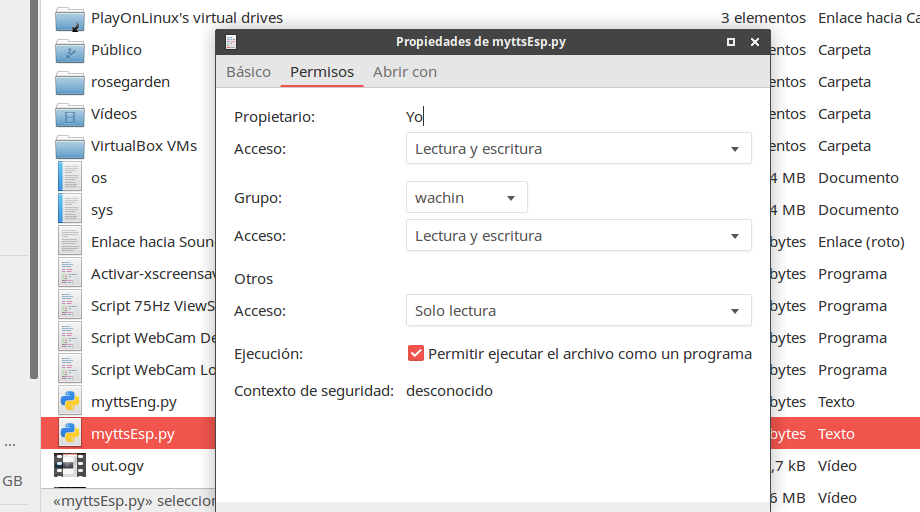 PlayOnLinux's virtual drives 3 elementos Enlace hacia Ca
Propiedades de myttsEsp.py
Público entos Carpeta
Básico Permisos Abrir con
rosegarden entos Carpeta
Vídeos entos Carpeta
Propietario: Yo
VirtualBox VMs entos Carpeta
Acceso: Lectura y escritura
os 4 MB Documento
Grupo: wachin
sys 4 MB Documento
Acceso: Lectura y escritura
Enlace hacia Soun bytes Enlace (roto)
Activar-xscreensav bytes Programa
Otros
Script 75Hz ViewS bytes Programa
Acceso: Solo lectura
Script WebCam De bytes Programa
Ejecución: Permitir ejecutar el archivo como un programa
Script WebCam Lo bytes Programa
Contexto de seguridad: desconocido
myttsEng.py bytes Texto
myttsEsp.py bytes Texto
...
out.ogv ,7 kB Vídeo
GB
«myttsEsp.py» seleccion 6 MB Vídeo